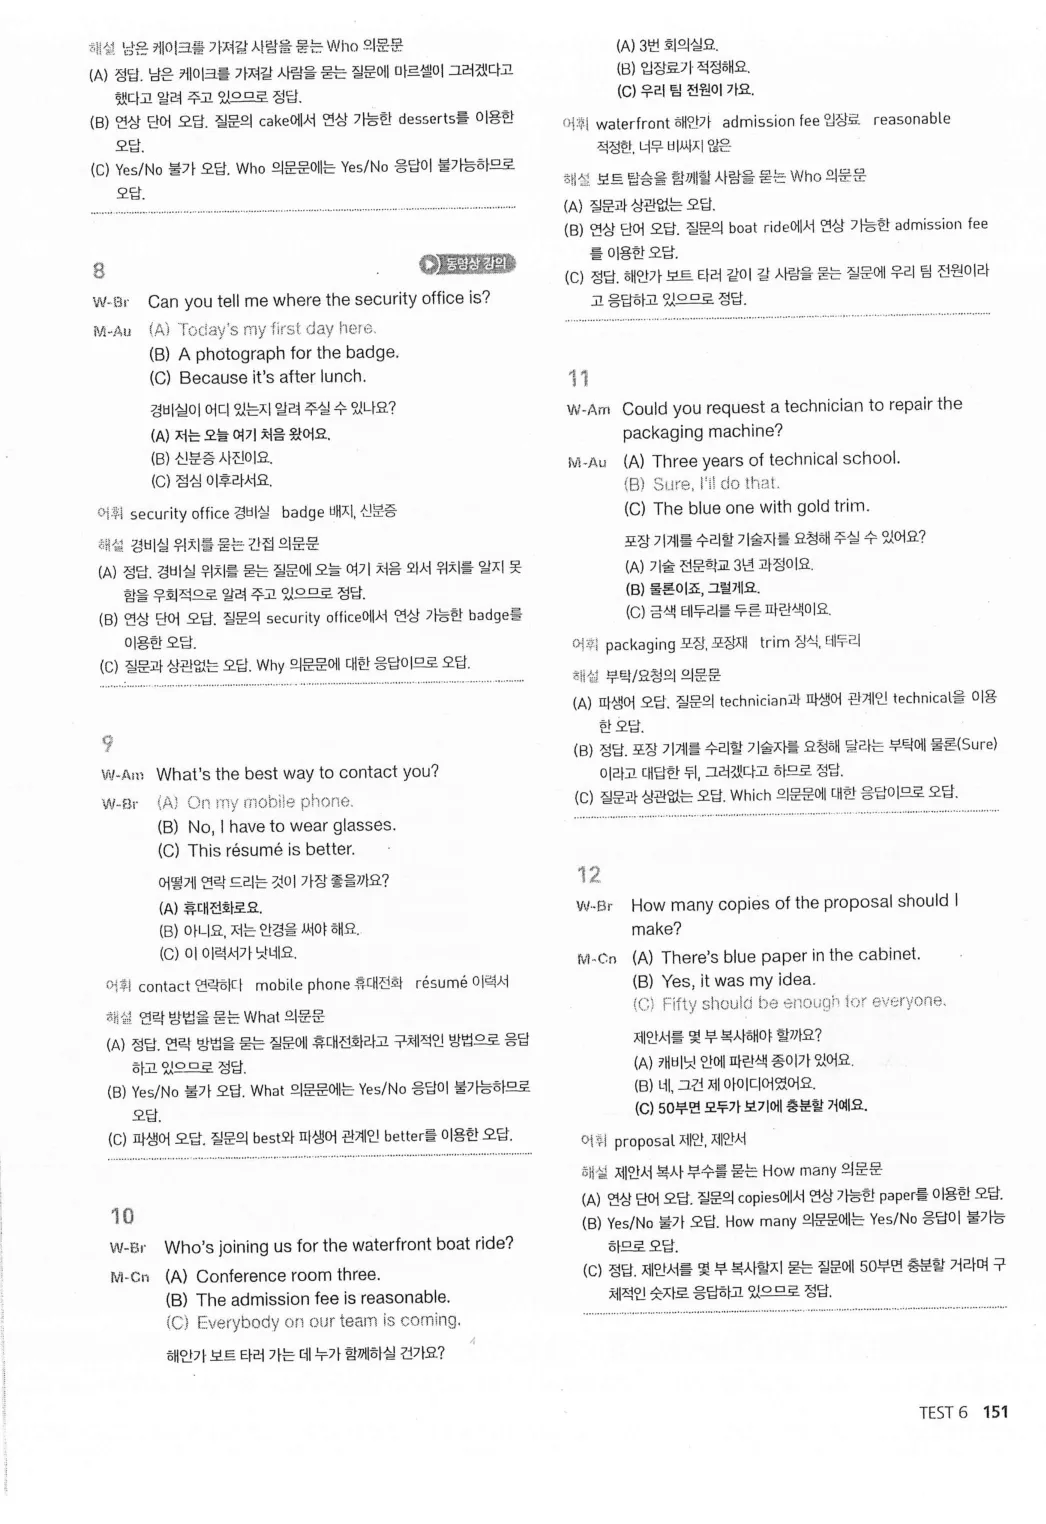 해설 남은 케이크를 가져갈 사람을 묻는 Who 의문문
(A) 정답. 남은 케이크를 가져갈 사람을 묻는 질문에 마르셀이 그러겠다고
했다고 알려 주고 있으므로 정답.
(B) 연상 단어 오답. 질문의 cake에서 연상 가능한 desserts를 이용한
오답.
(C) Yes/No 불가 오답. Who 의문문에는 Yes/No 응답이 불가능하므로
오답.
8
동영상 강의
W-Br Can you tell me where the security office is?
M-Au (A) Today's my first day here.
(B) A photograph for the badge.
(C) Because it's after lunch.
경비실이 어디 있는지 알려 주실 수 있나요?
(A) 저는 오늘 여기 처음 왔어요.
(B) 신분증 사진이요.
(C) 점심 이후라서요.
어휘 security office 경비실 badge 배지, 신분증
해설 경비실 위치를 묻는 간접 의문문
(A) 정답. 경비실 위치를 묻는 질문에 오늘 여기 처음 와서 위치를 알지 못
함을 우회적으로 알려 주고 있으므로 정답.
(B) 연상 단어 오답. 질문의 security office에서 연상 가능한 badge를
이용한 오답.
(C) 질문과 상관없는 오답. Why 의문문에 대한 응답이므로 오답.
9
W-Am What's the best way to contact you?
W-Br (A) On my mobile phone.
(B) No, I have to wear glasses.
(C) This résumé is better.
어떻게 연락 드리는 것이 가장 좋을까요?
(A) 휴대전화로요.
(B) 아니요, 저는 안경을 써야 해요.
(C) 이 이력서가 낫네요.
어휘 contact 연락하다 mobile phone 휴대전화 résumé 이력서
해설 연락 방법을 묻는 What 의문문
(A) 정답. 연락 방법을 묻는 질문에 휴대전화라고 구체적인 방법으로 응답
하고 있으므로 정답.
(B) Yes/No 불가 오답. What 의문문에는 Yes/No 응답이 불가능하므로
오답.
(C) 파생어 오답. 질문의 best와 파생어 관계인 better를 이용한 오답.
10
W-Br Who's joining us for the waterfront boat ride?
M-Cn (A) Conference room three.
(B) The admission fee is reasonable.
(C) Everybody on our team is coming.
해안가 보트 타러 가는 데 누가 함께하실 건가요?
(A) 3번 회의실요.
(B) 입장료가 적정해요.
(C) 우리 팀 전원이 가요.
어휘 waterfront 해안가 admission fee 입장료 reasonable
적정한, 너무 비싸지 않은
해설 보트 탑승을 함께할 사람을 묻는 Who 의문문
(A) 질문과 상관없는 오답.
(B) 연상 단어 오답. 질문의 boat ride에서 연상 가능한 admission fee
를 이용한 오답.
(C) 정답. 해안가 보트 타러 같이 갈 사람을 묻는 질문에 우리 팀 전원이라
고 응답하고 있으므로 정답.
11
W-Am Could you request a technician to repair the
packaging machine?
M-Au (A) Three years of technical school.
(B) Sure, I'll do that.
(C) The blue one with gold trim.
포장 기계를 수리할 기술자를 요청해 주실 수 있어요?
(A) 기술 전문학교 3년 과정이요.
(B) 물론이죠, 그럴게요.
(C) 금색 테두리를 두른 파란색이요.
어휘 packaging 포장, 포장재 trim 장식, 테두리
해설 부탁/요청의 의문문
(A) 파생어 오답. 질문의 technician과 파생어 관계인 technical을 이용
한 오답.
(B) 정답. 포장 기계를 수리할 기술자를 요청해 달라는 부탁에 물론(Sure)
이라고 대답한 뒤, 그러겠다고 하므로 정답.
(C) 질문과 상관없는 오답. Which 의문문에 대한 응답이므로 오답.
12
W-Br How many copies of the proposal should I
make?
M-Cn (A) There's blue paper in the cabinet.
(B) Yes, it was my idea.
(C) Fifty should be enough for everyone.
제안서를 몇 부 복사해야 할까요?
(A) 캐비닛 안에 파란색 종이가 있어요.
(B) 네, 그건 제 아이디어였어요.
(C) 50부면 모두가 보기에 충분할 거예요.
어휘 proposal 제안, 제안서
해설 제안서 복사 부수를 묻는 How many 의문문
(A) 연상 단어 오답. 질문의 copies에서 연상 가능한 paper를 이용한 오답.
(B) Yes/No 불가 오답. How many 의문문에는 Yes/No 응답이 불가능
하므로 오답.
(C) 정답. 제안서를 몇 부 복사할지 묻는 질문에 50부면 충분할 거라며 구
체적인 숫자로 응답하고 있으므로 정답.
TEST 6 151